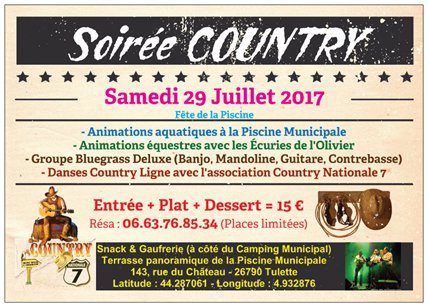 Soirée COUNTRY
Samedi 29 Juillet 2017
Fête de la Piscine
- Animations aquatiques à la Piscine Municipale
- Animations équestres avec les Écuries de l'Olivier
- Groupe Bluegrass Deluxe (Banjo, Mandoline, Guitare, Contrebasse)
- Danses Country Ligne avec l'association Country Nationale 7
Entrée + Plat + Dessert = 15 €
Résa : 06.63.76.85.34 (Places limitées)
COUNTRY
7
Snack & Gaufrerie (à côté du Camping Municipal)
Terrasse panoramique de la Piscine Municipale
143, rue du Château - 26790 Tulette
Latitude : 44.287061 - Longitude : 4.932876